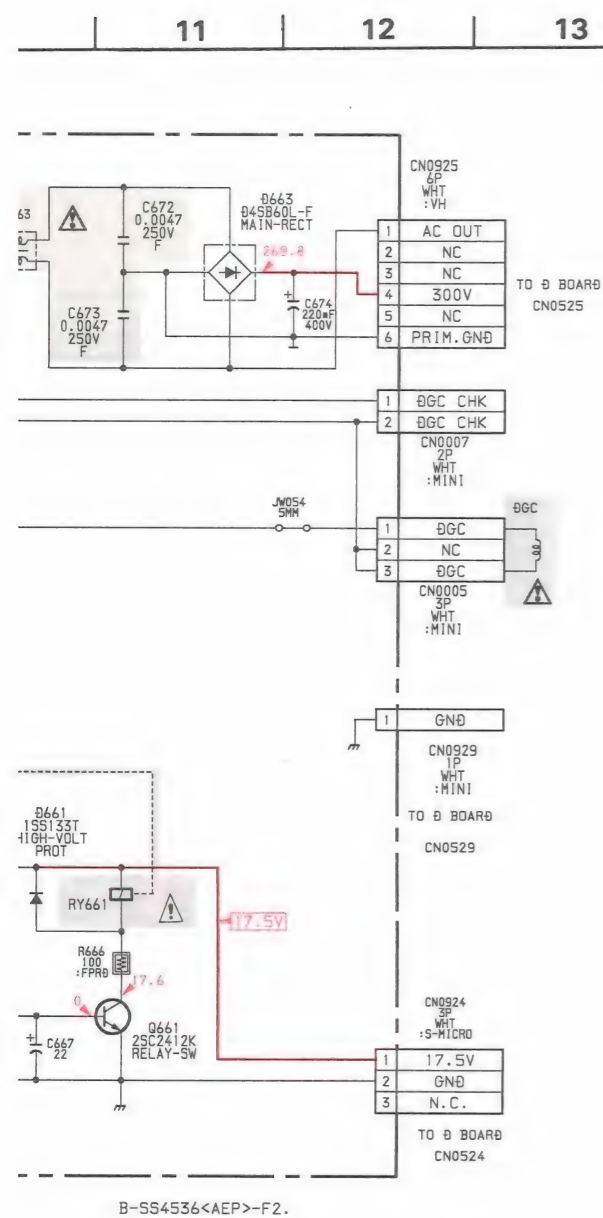 11 12 13
CN0925
6P
WHT
:VH
63
C672
0.0047
250V
F
D663
D4SB60L-F
MAIN-RECT
269.8
1 AC OUT
2 NC
3 NC
4 300V
5 NC
6 PRIM.GND
TO D BOARD
CN0525
C673
0.0047
250V
F
+
C674
220mF
400V
1 DGC CHK
2 DGC CHK
CN0007
2P
WHT
:MINI
JW054
5MM
DGC
1 DGC
2 NC
3 DGC
CN0005
3P
WHT
:MINI
1 GND
CN0929
1P
WHT
:MINI
TO D BOARD
CN0529
D661
1SS133T
HIGH-VOLT
PROT
RY661
17.5V
R666
100
:FPRD
17.6
0
+
C667
22
Q661
2SC2412K
RELAY-SW
CN0924
3P
WHT
:S-MICRO
1 17.5V
2 GND
3 N.C.
TO D BOARD
CN0524
B-SS4536<AEP>-F2.